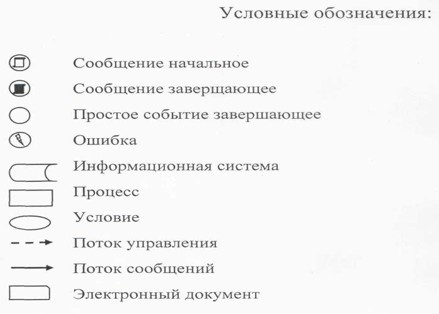 Условные обозначения:
Сообщение начальное
Сообщение заверщающее
Простое событие завершающее
Ошибка
Информационная система
Процесс
Условие
Поток управления
Поток сообщений
Электронный документ